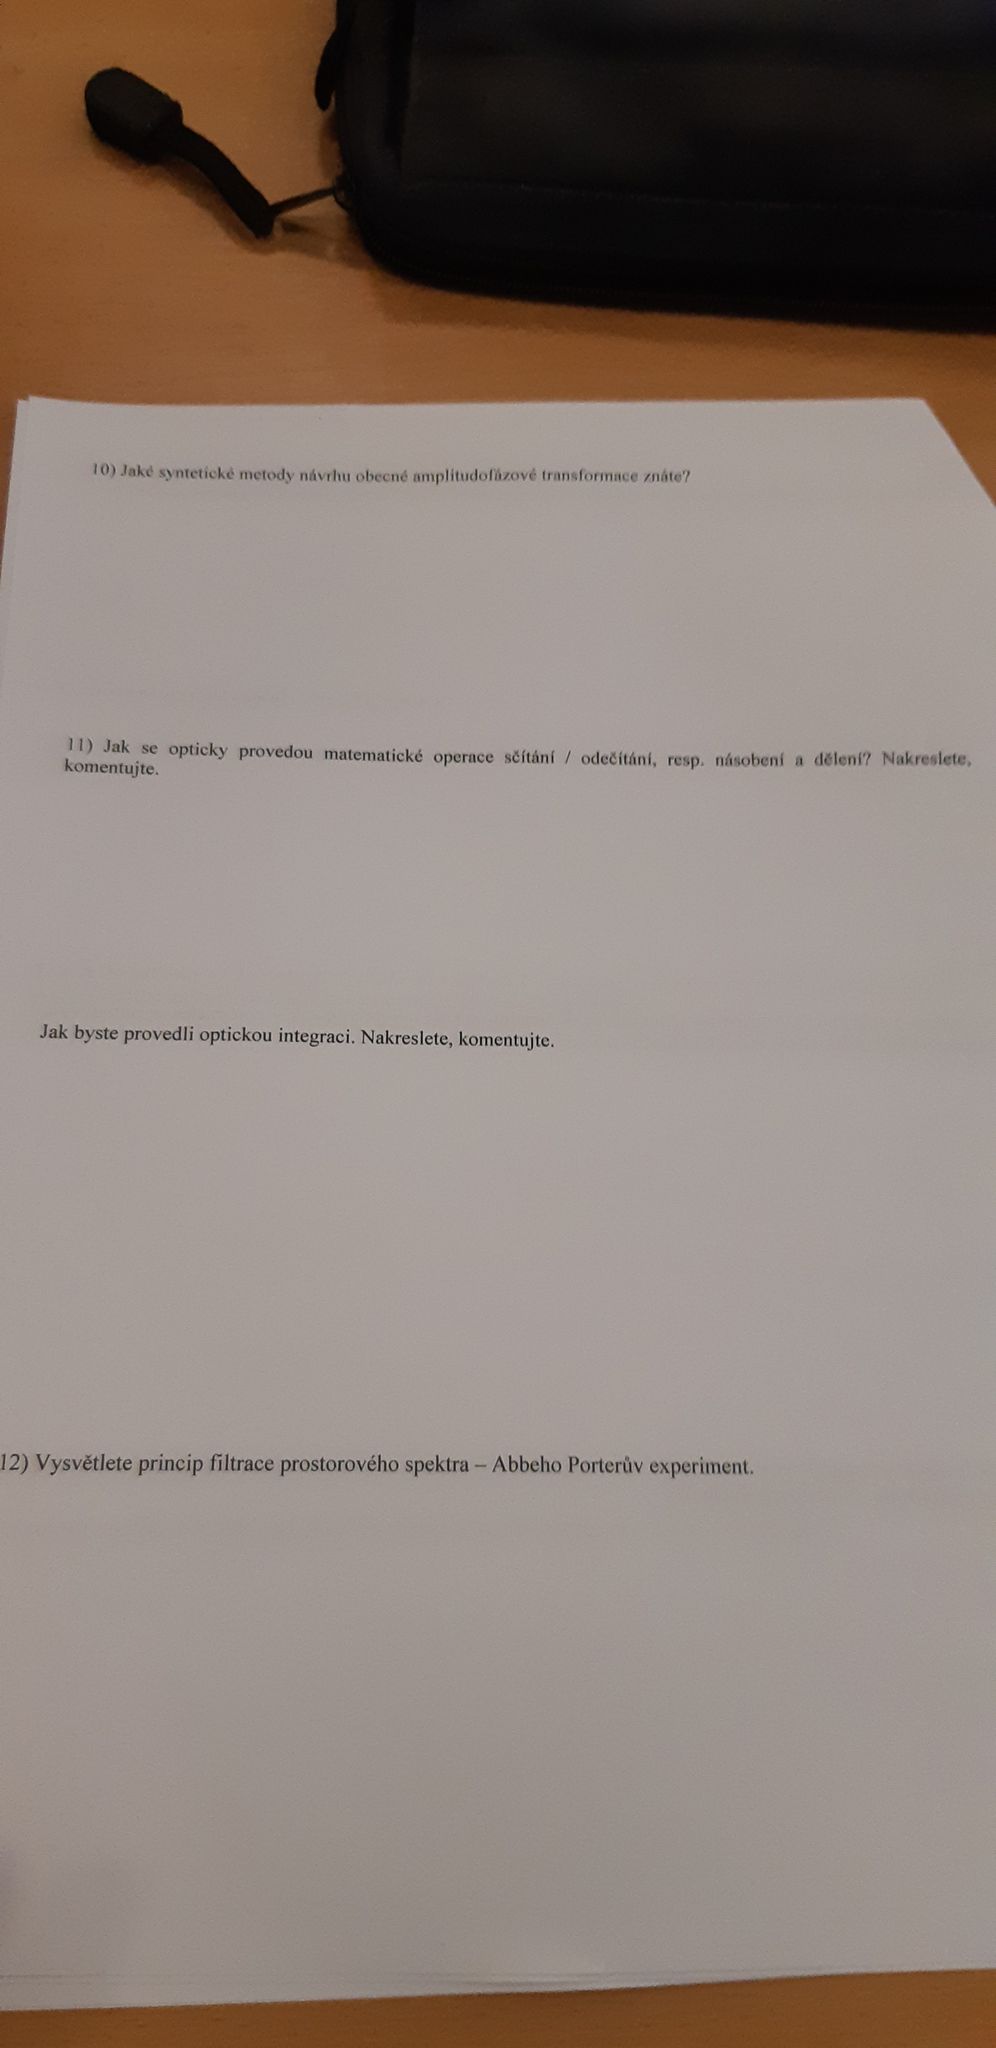 10) Jaké syntetické metody návrhu obecné amplitudofázové transformace znáte?
11) Jak se opticky provedou matematické operace sčítání / odečítání, resp. násobení a dělení? Nakreslete,
komentujte.
Jak byste provedli optickou integraci. Nakreslete, komentujte.
12) Vysvětlete princip filtrace prostorového spektra – Abbeho Porterův experiment.